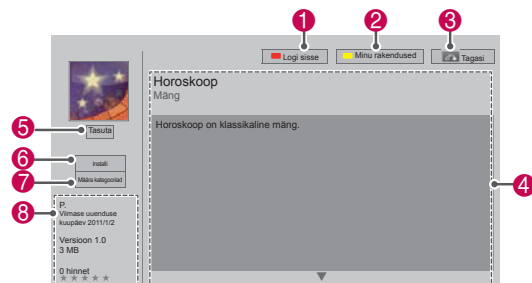 1
2
3
Logi sisse
Minu rakendused
Tagasi
Horoskoop
Mäng
5
Tasuta
Horoskoop on klassikaline mäng.
6
Installi
7
Määra kategooriad
4
8
P.
Viimase uuenduse
kuupäev 2011/1/2
Versioon 1.0
3 MB
0 hinnet